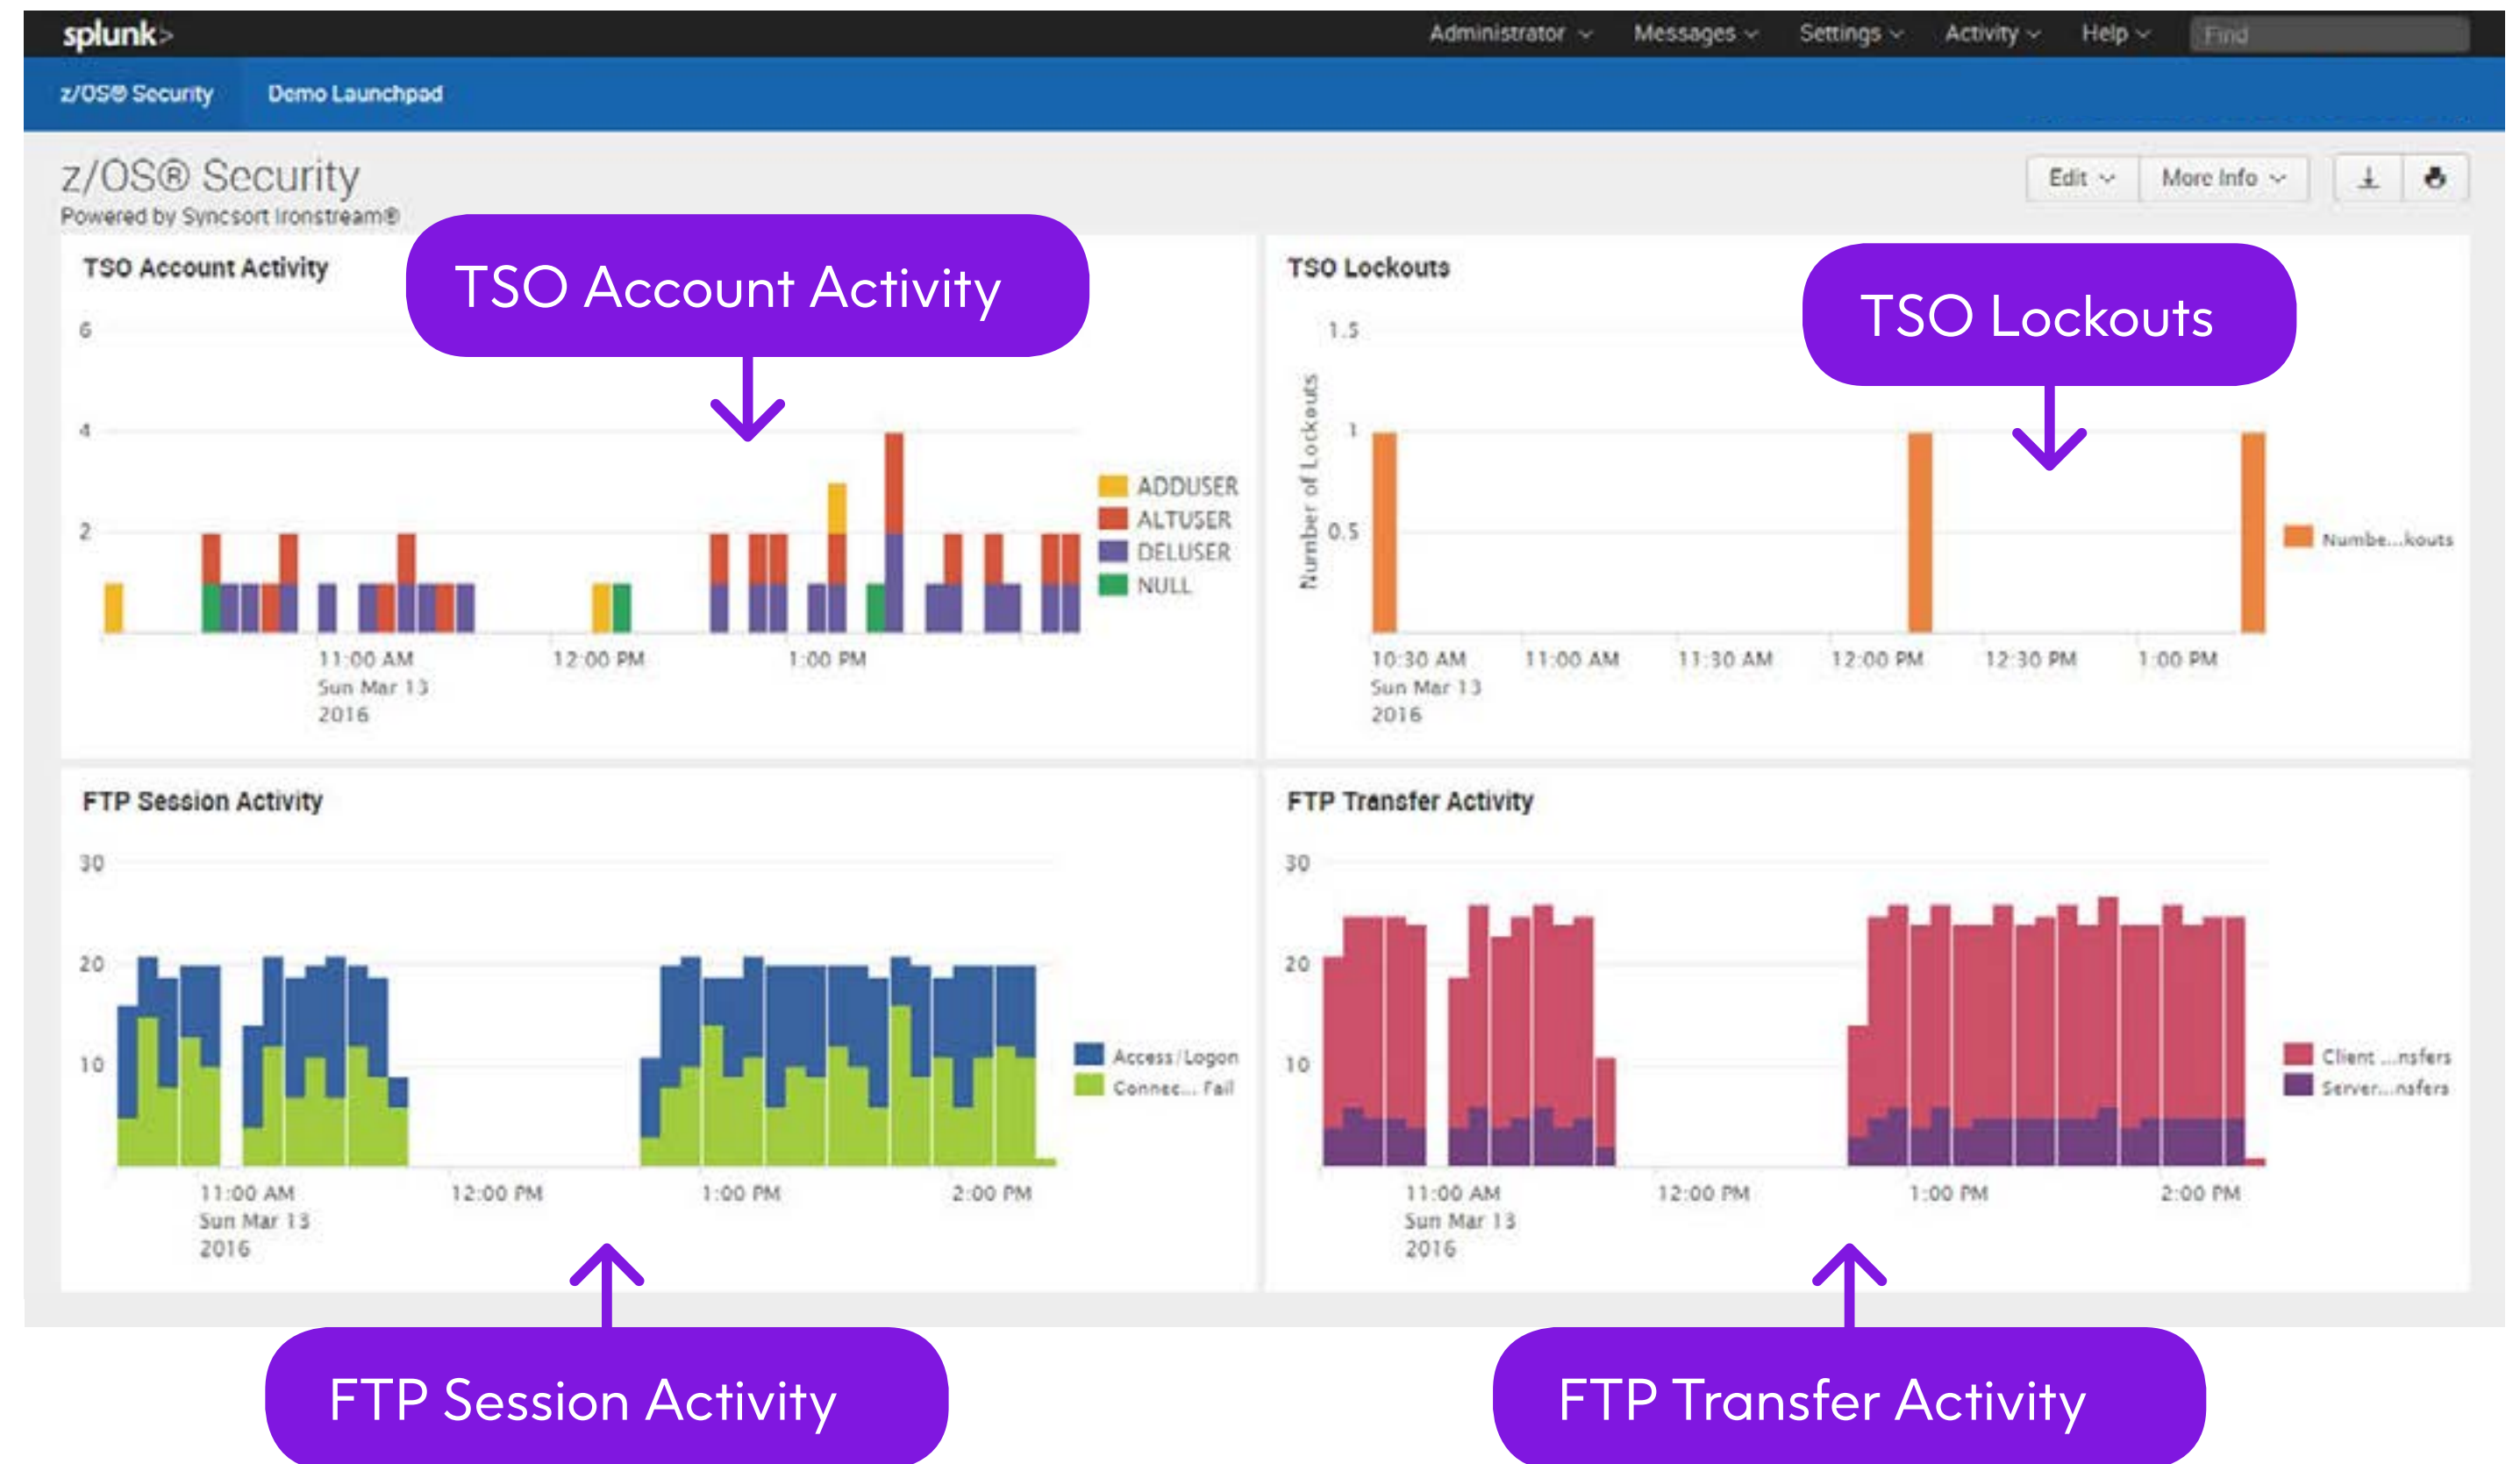 splunk>
Administrator Messages Settings Activity Help Find
z/OS® Security Demo Launchpad
z/OS® Security
Edit More Info
Powered by Syncsort Ironstream®
TSO Account Activity
TSO Account Activity
6
4
2
ADDUSER
ALTUSER
DELUSER
NULL
11:00 AM 12:00 PM 1:00 PM
Sun Mar 13
2016
TSO Lockouts
TSO Lockouts
Number of Lockouts
1.5
1
0.5
Numbe...kouts
10:30 AM 11:00 AM 11:30 AM 12:00 PM 12:30 PM 1:00 PM
Sun Mar 13
2016
FTP Session Activity
30
20
10
Access/Logon
Connec... Fail
11:00 AM 12:00 PM 1:00 PM 2:00 PM
Sun Mar 13
2016
FTP Transfer Activity
30
20
10
Client ...nsfers
Server...nsfers
11:00 AM 12:00 PM 1:00 PM 2:00 PM
Sun Mar 13
2016
FTP Session Activity
FTP Transfer Activity